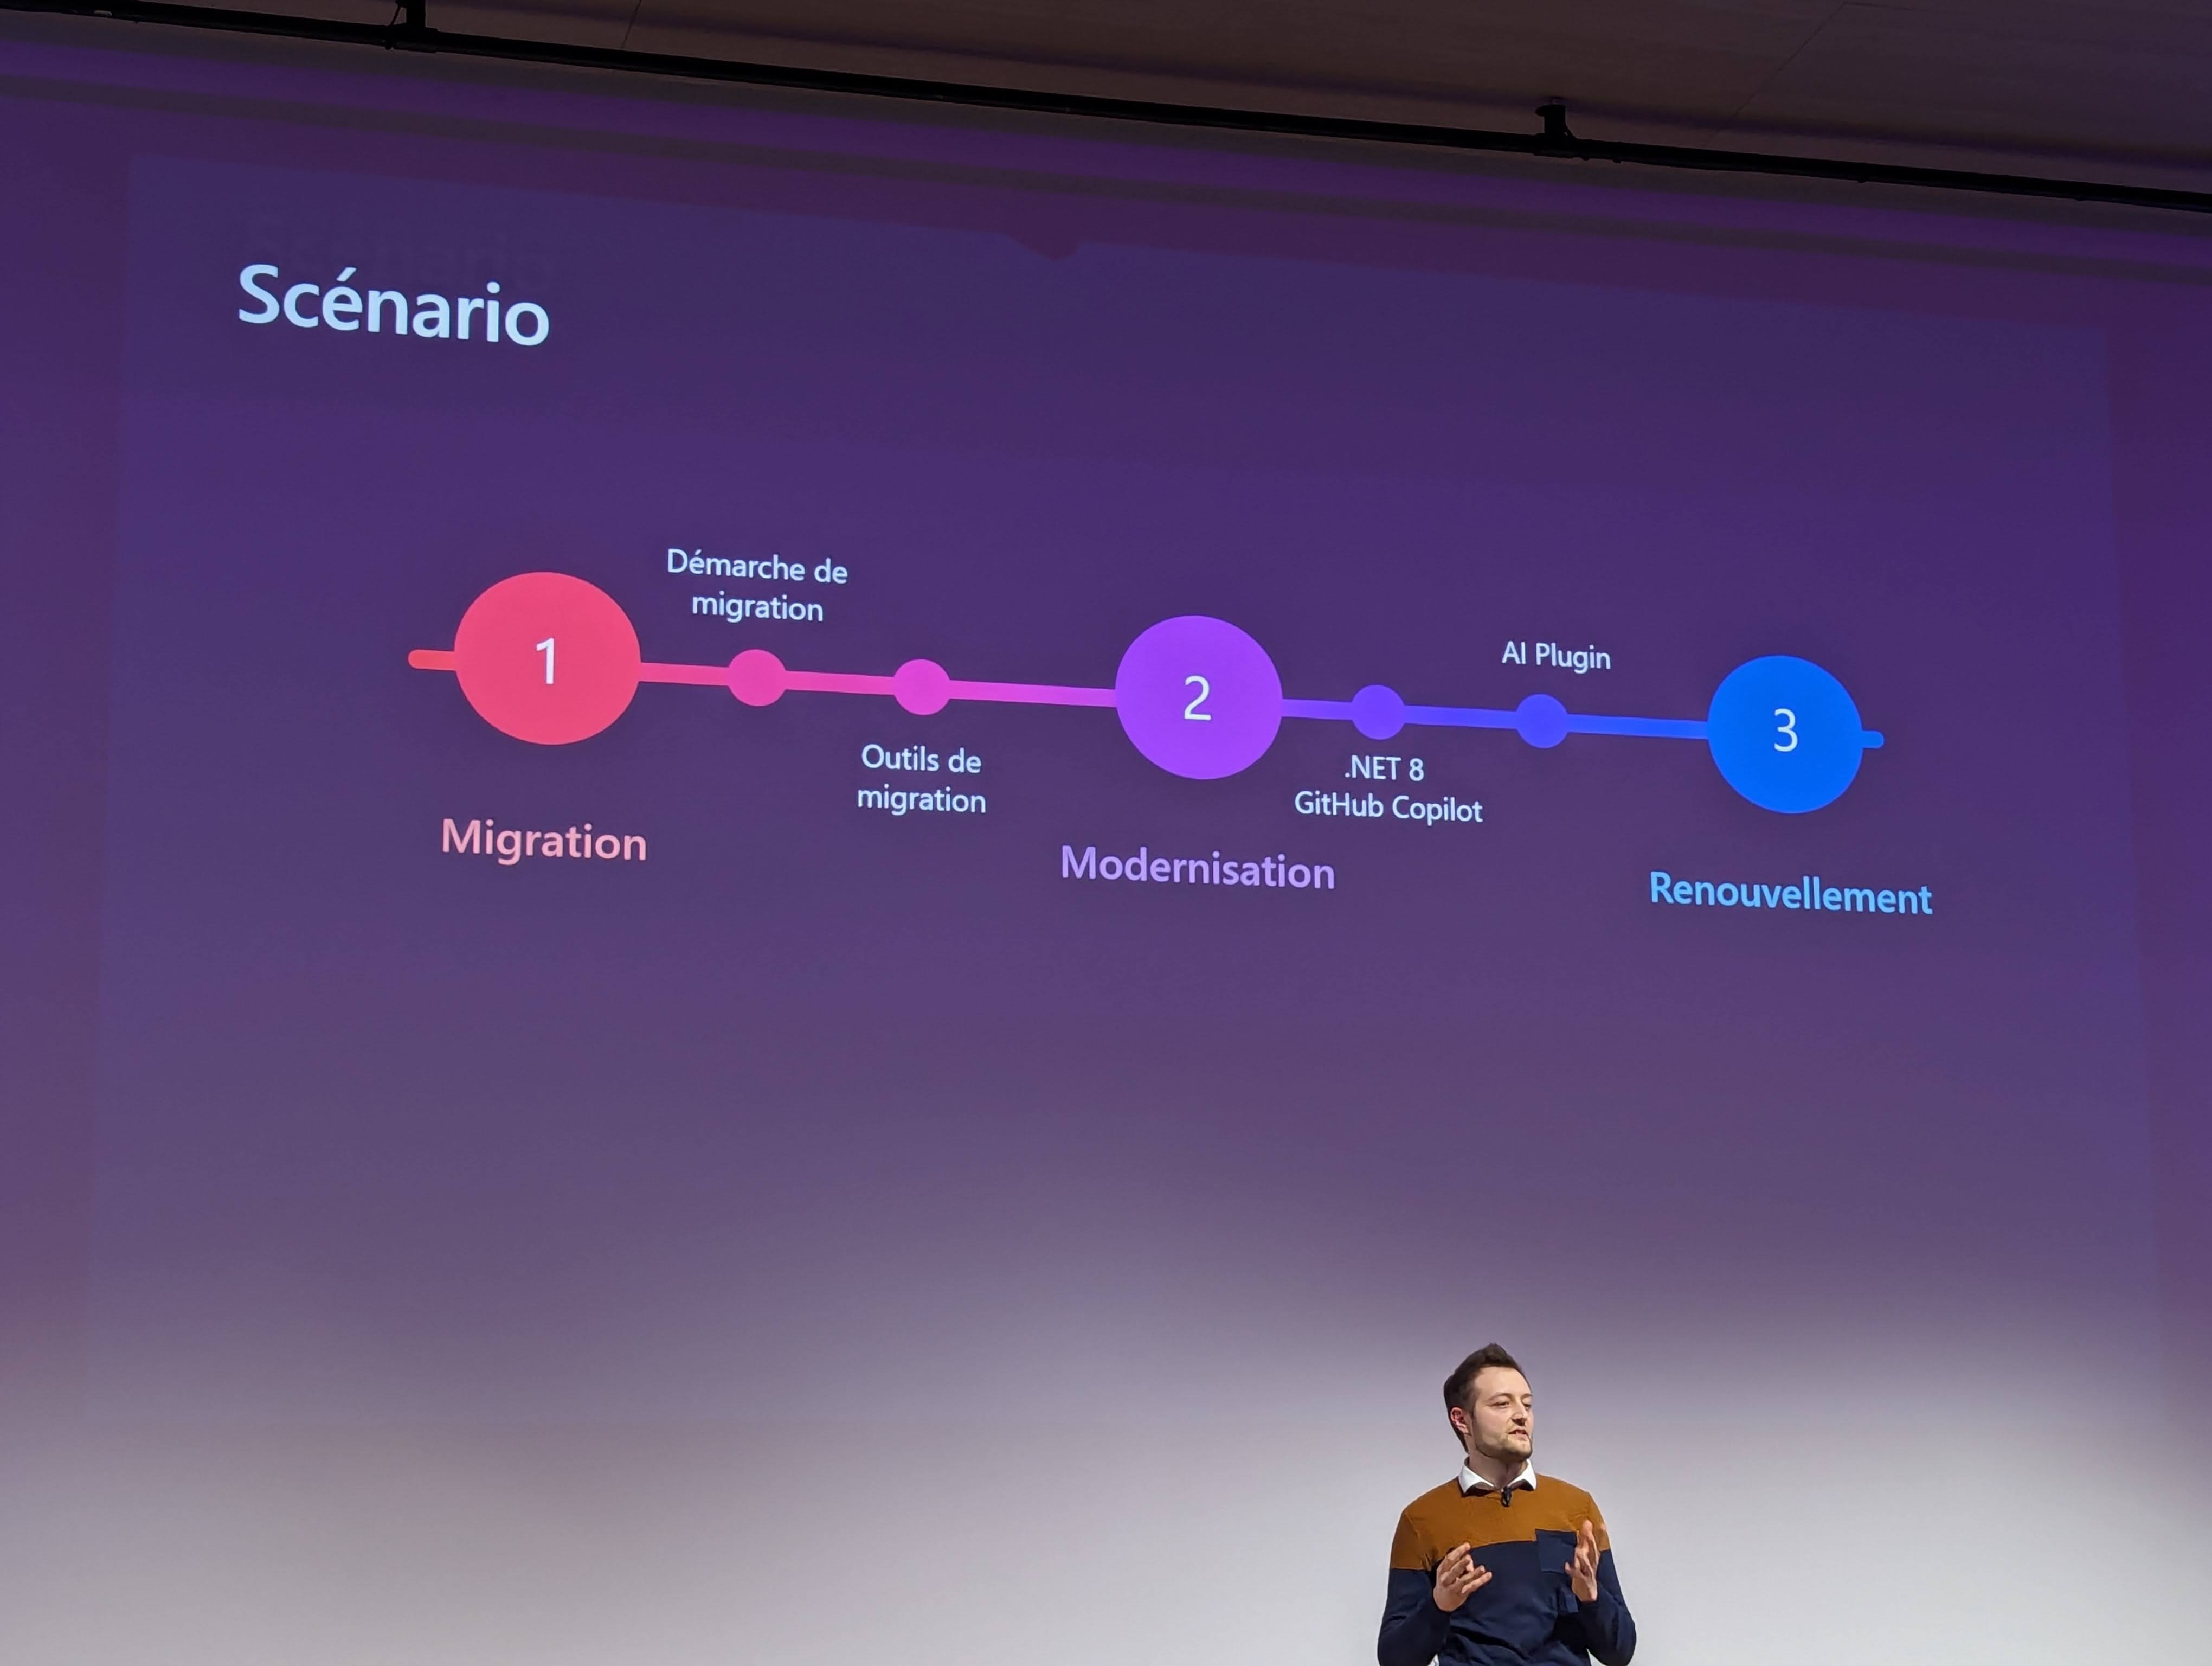 Scénario
1
Démarche de
migration
Outils de
migration
Migration
2
Modernisation
.NET 8
GitHub Copilot
AI Plugin
3
Renouvellement